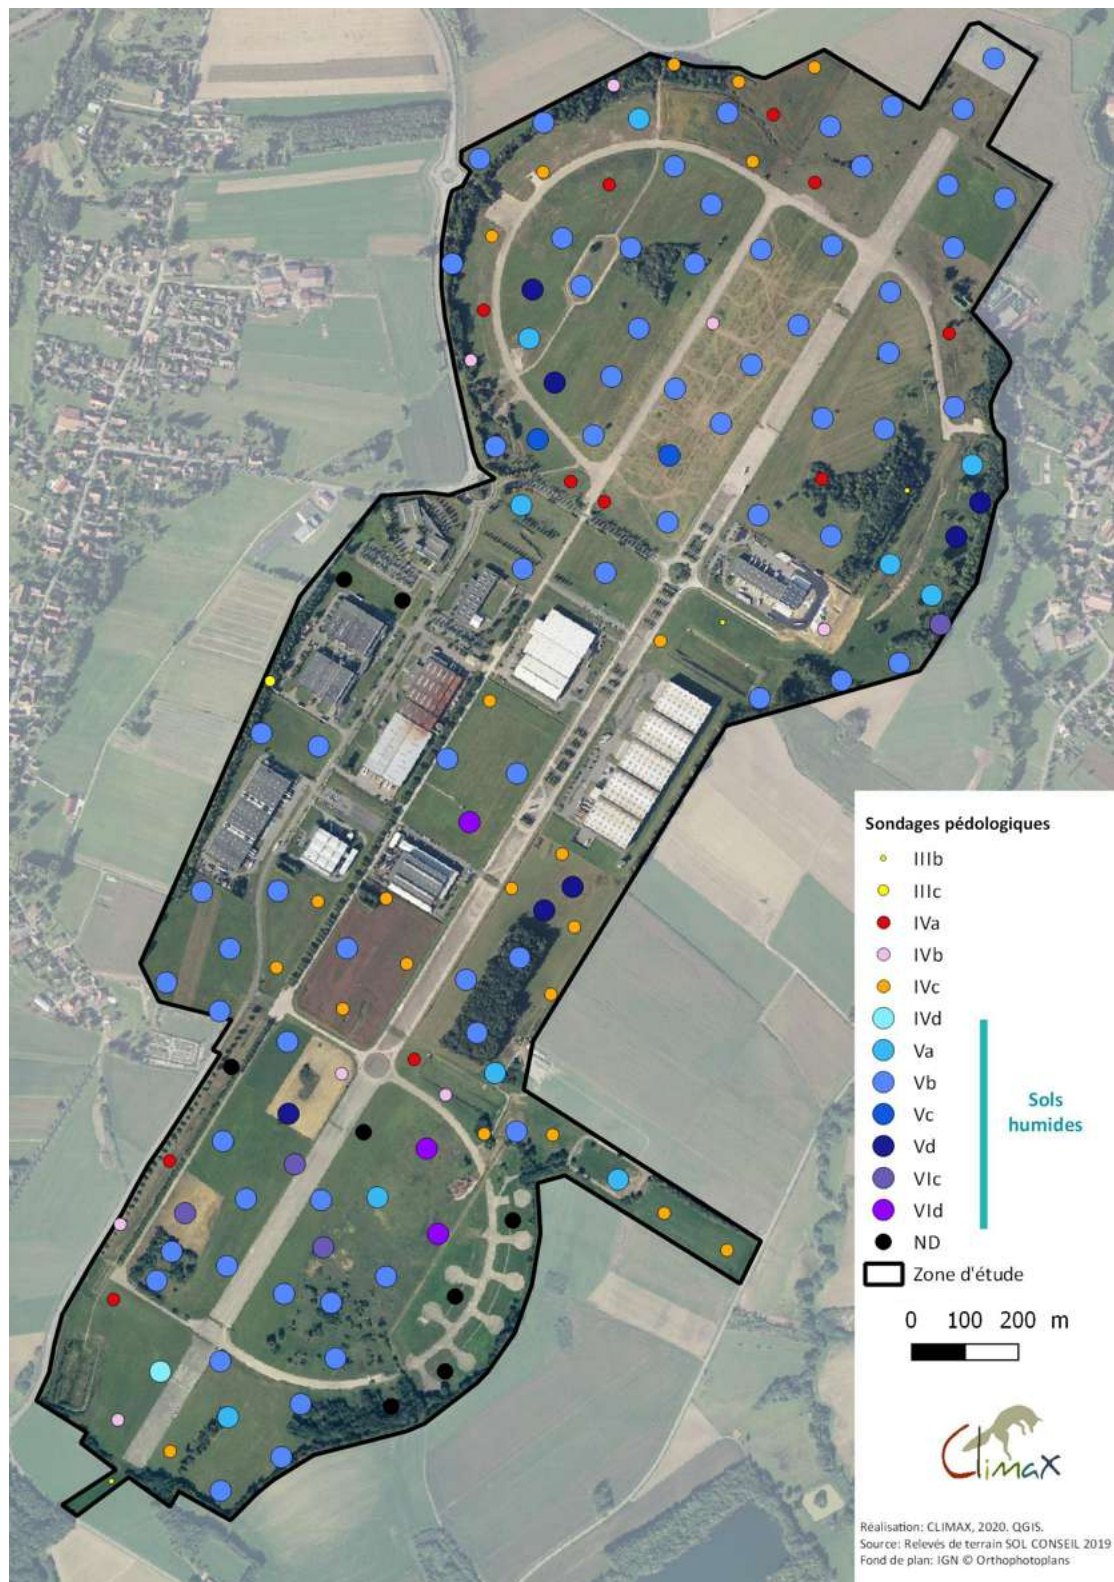 Sondages pédologiques
IIIb
IIIc
IVa
IVb
IVc
IVd
Va
Vb
Vc
Vd
VIc
VId
ND
Sols
humides
Zone d'étude
0 100 200 m
Climax
Réalisation: CLIMAX, 2020. QGIS.
Source: Relevés de terrain SOL CONSEIL 2019
Fond de plan: IGN © Orthophotoplans